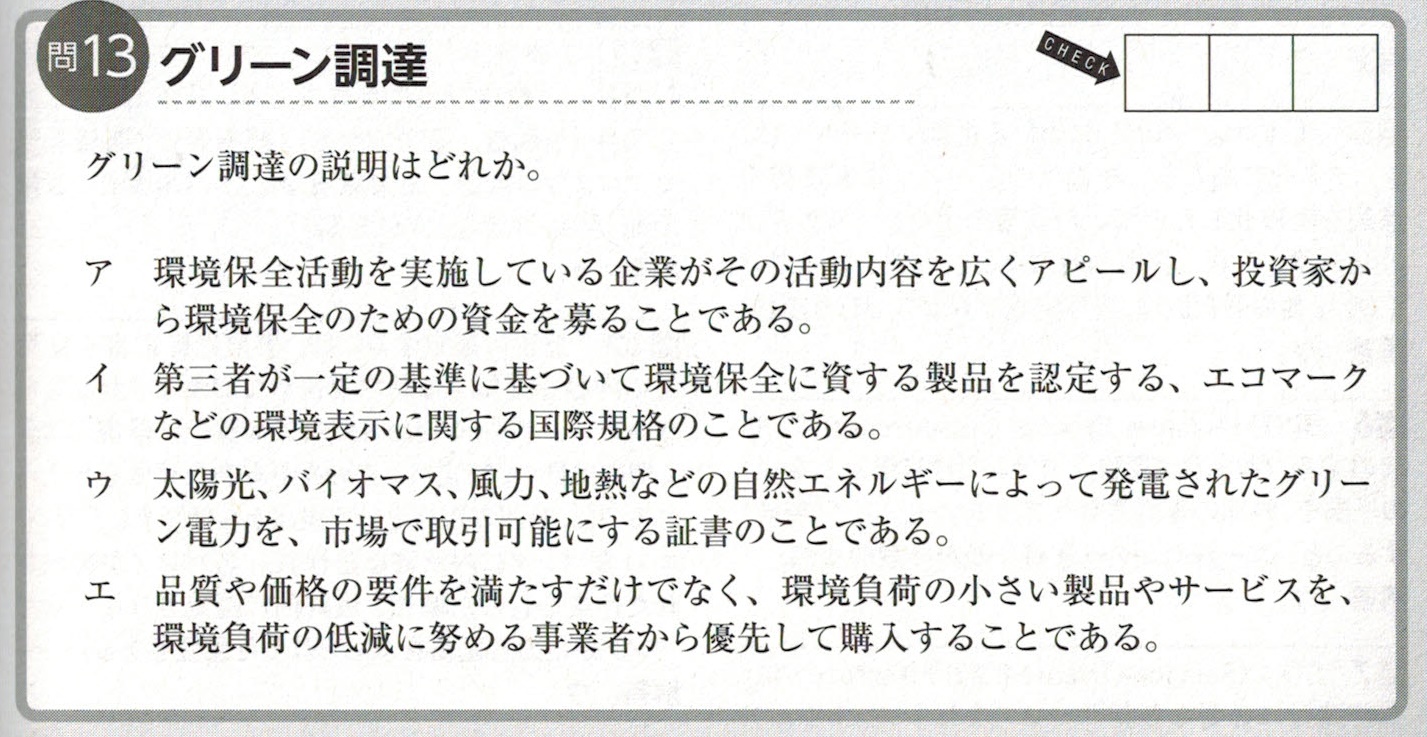 問13 グリーン調達
CHECK
グリーン調達の説明はどれか。
ア 環境保全活動を実施している企業がその活動内容を広くアピールし、投資家か
ら環境保全のための資金を募ることである。
イ 第三者が一定の基準に基づいて環境保全に資する製品を認定する、エコマーク
などの環境表示に関する国際規格のことである。
ウ 太陽光、バイオマス、風力、地熱などの自然エネルギーによって発電されたグリー
ン電力を、市場で取引可能にする証書のことである。
エ 品質や価格の要件を満たすだけでなく、環境負荷の小さい製品やサービスを、
環境負荷の低減に努める事業者から優先して購入することである。